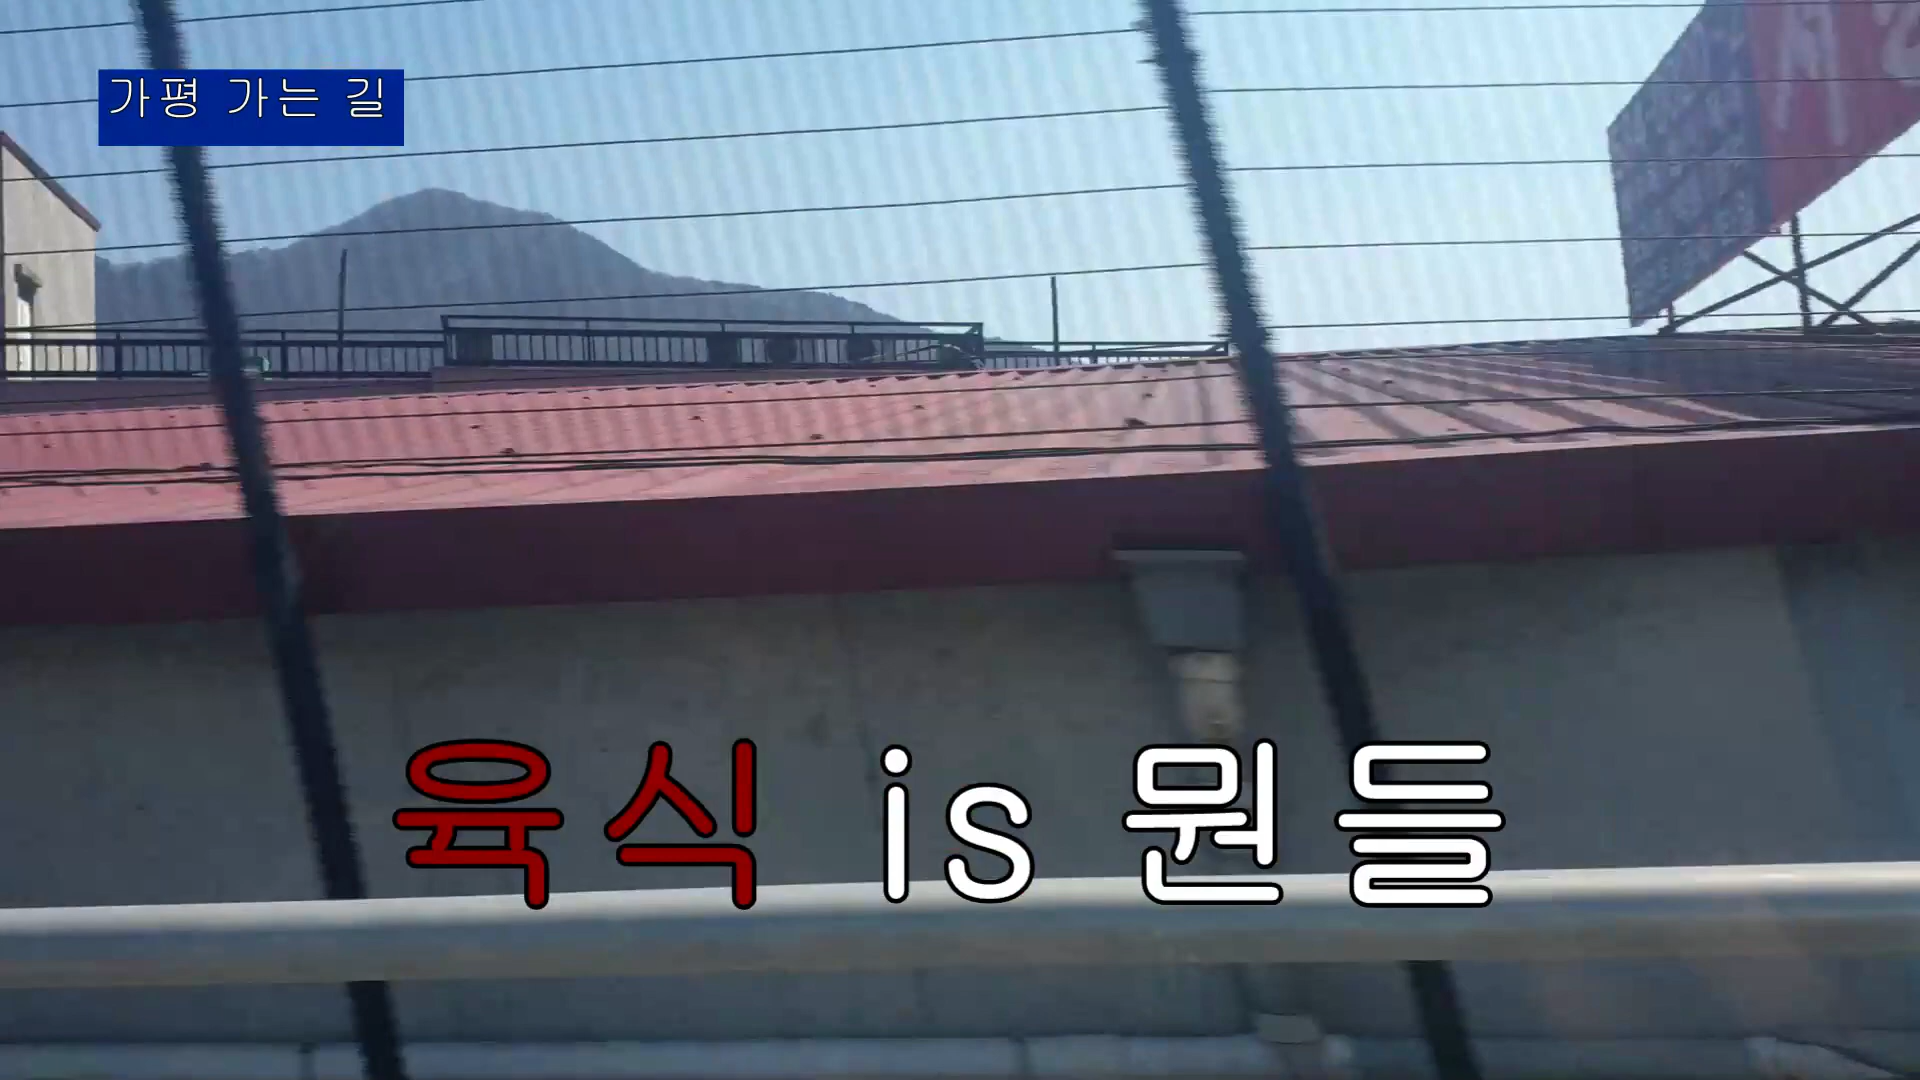 가평 가는 길
육식 is 뭔들